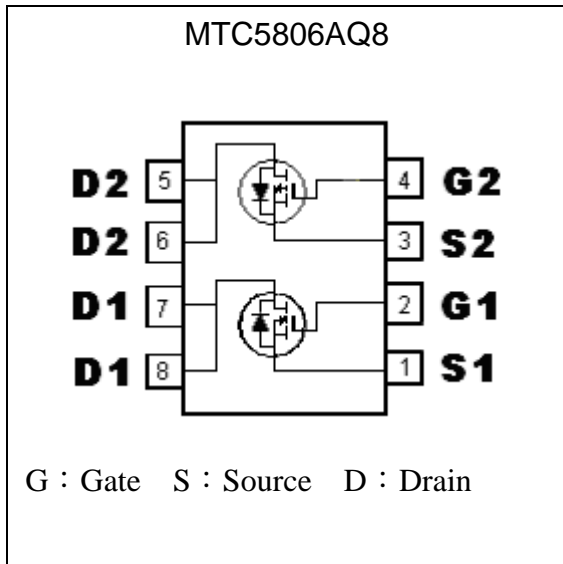 MTC5806AQ8
D2 5 4 G2
D2 6 3 S2
D1 7 2 G1
D1 8 1 S1
G：Gate S：Source D：Drain